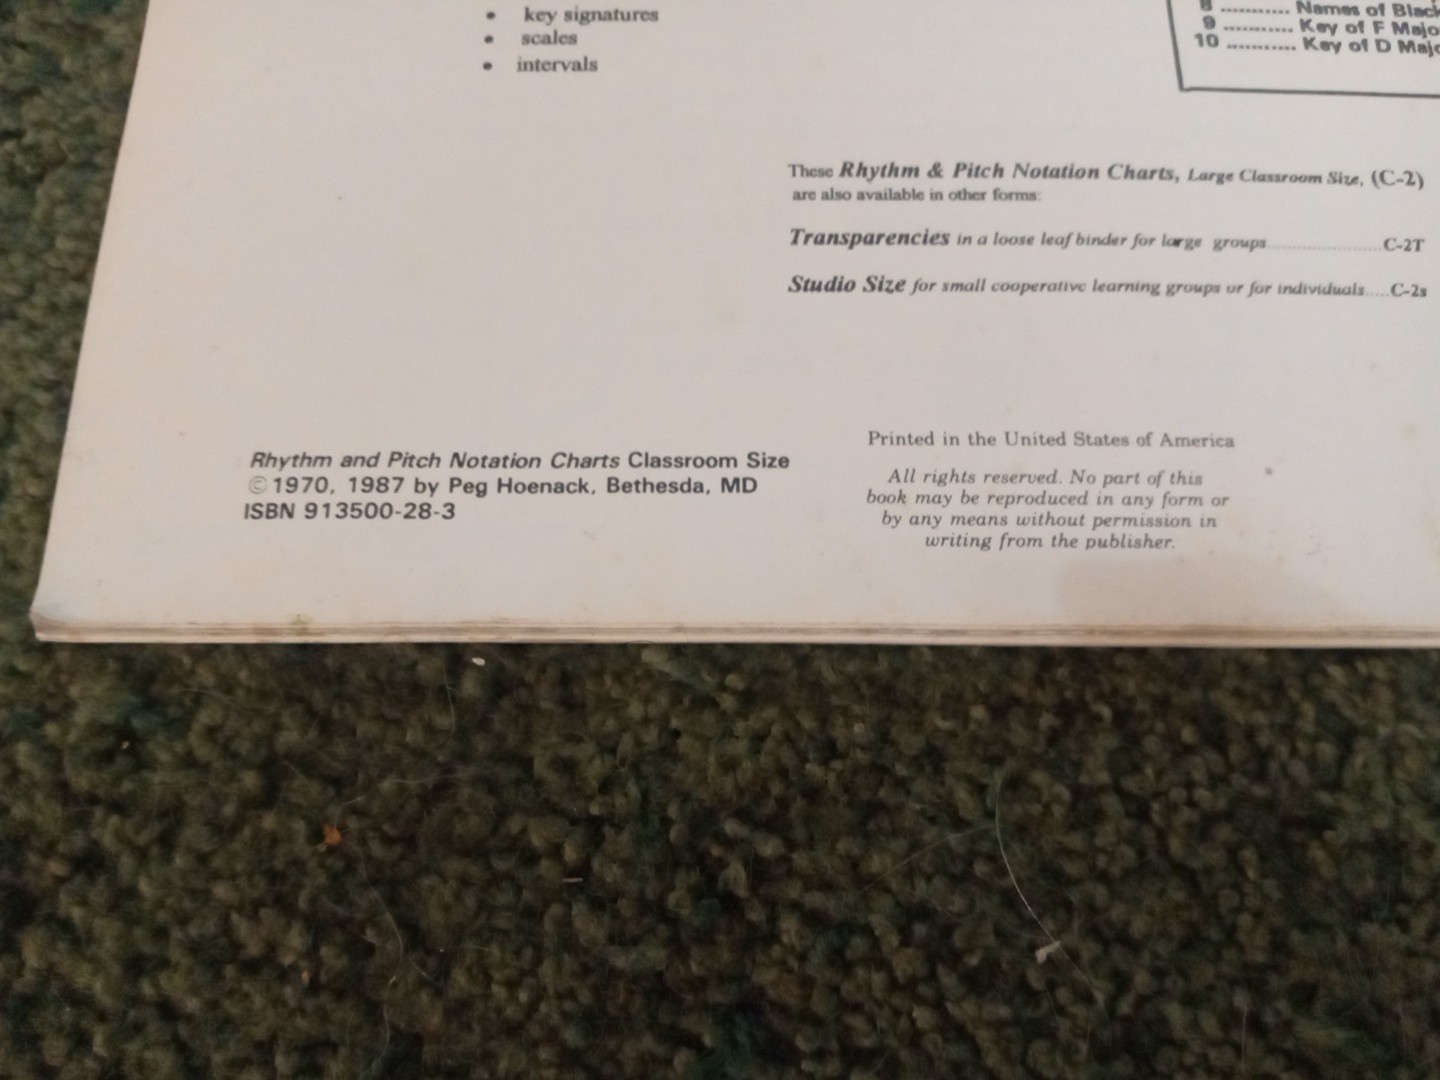 • key signatures
• scales
• intervals
8 ........... Names of Black
9 ........... Key of F Majo
10 ........... Key of D Majo
These Rhythm & Pitch Notation Charts, Large Classroom Size, (C-2)
are also available in other forms:
Transparencies in a loose leaf binder for large groups........................C-2T
Studio Size for small cooperative learning groups or for individuals.....C-2s
Rhythm and Pitch Notation Charts Classroom Size
©1970, 1987 by Peg Hoenack, Bethesda, MD
ISBN 913500-28-3
Printed in the United States of America
All rights reserved. No part of this
book may be reproduced in any form or
by any means without permission in
writing from the publisher.